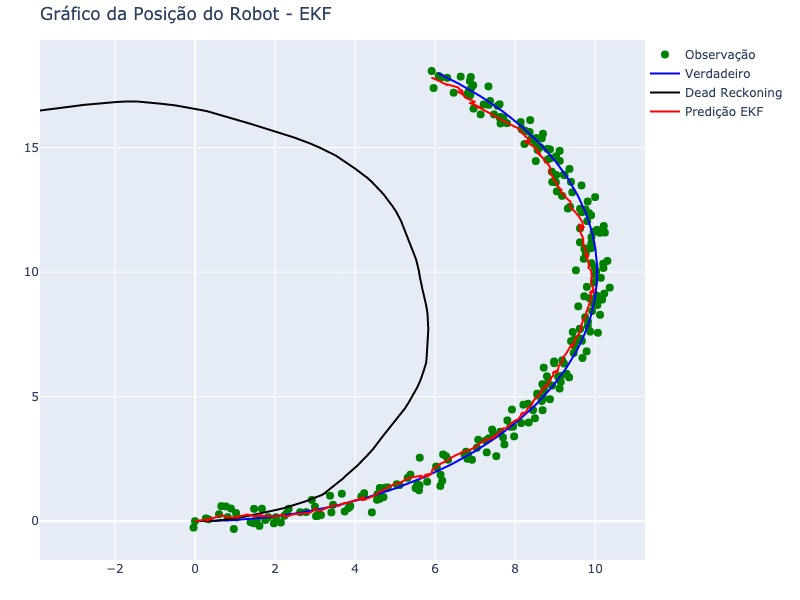 Gráfico da Posição do Robot - EKF
Observação
Verdadeiro
Dead Reckoning
Predição EKF
15
10
5
0
−2
0
2
4
6
8
10